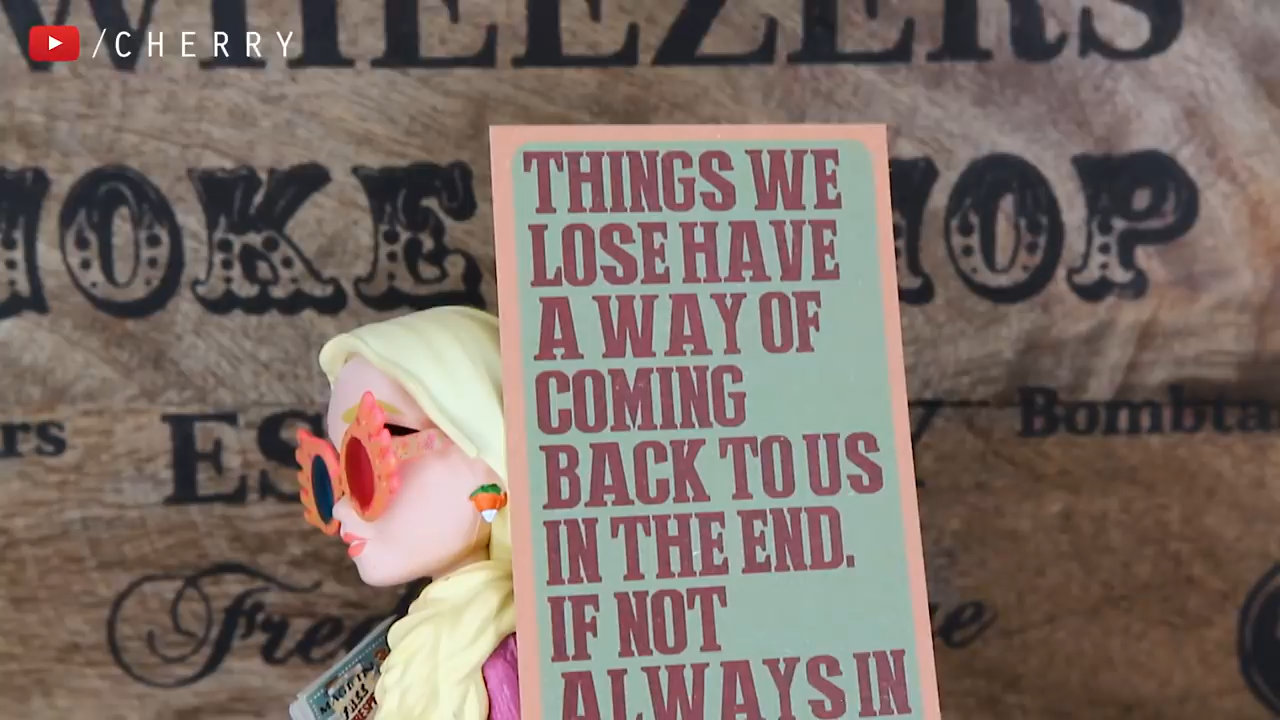 /CHERRY
WHEEZERS
OKE
OP
THINGS WE
LOSE HAVE
A WAY OF
COMING
BACK TO US
IN THE END.
IF NOT
ALWAYS IN
rs
ES
Bombta
Fred